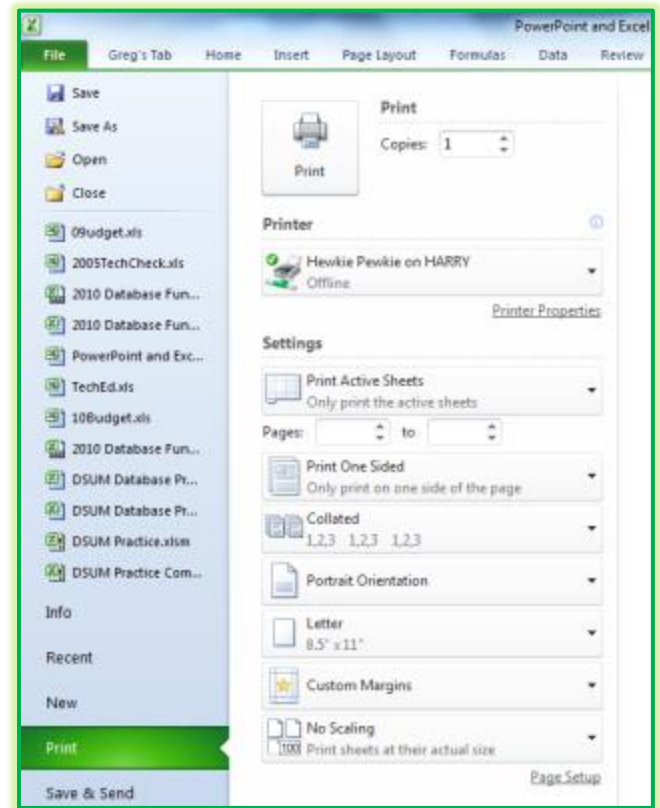 PowerPoint and Excel
File Greg's Tab Home Insert Page Layout Formulas Data Review
Save
Save As
Open
Close
09udget.xls
2005TechCheck.xls
2010 Database Fun...
2010 Database Fun...
PowerPoint and Exc...
TechEd.xls
10Budget.xls
2010 Database Fun...
DSUM Database Pr...
DSUM Database Pr...
DSUM Practice.xlsm
DSUM Practice Com...
Info
Recent
New
Print
Save & Send
Print
Print
Copies: 1
Printer
Hewkie Pewkie on HARRY
Offline
Printer Properties
Settings
Print Active Sheets
Only print the active sheets
Pages: to
Print One Sided
Only print on one side of the page
Collated
1,2,3 1,2,3 1,2,3
Portrait Orientation
Letter
8.5" x 11"
Custom Margins
No Scaling
100 Print sheets at their actual size
Page Setup